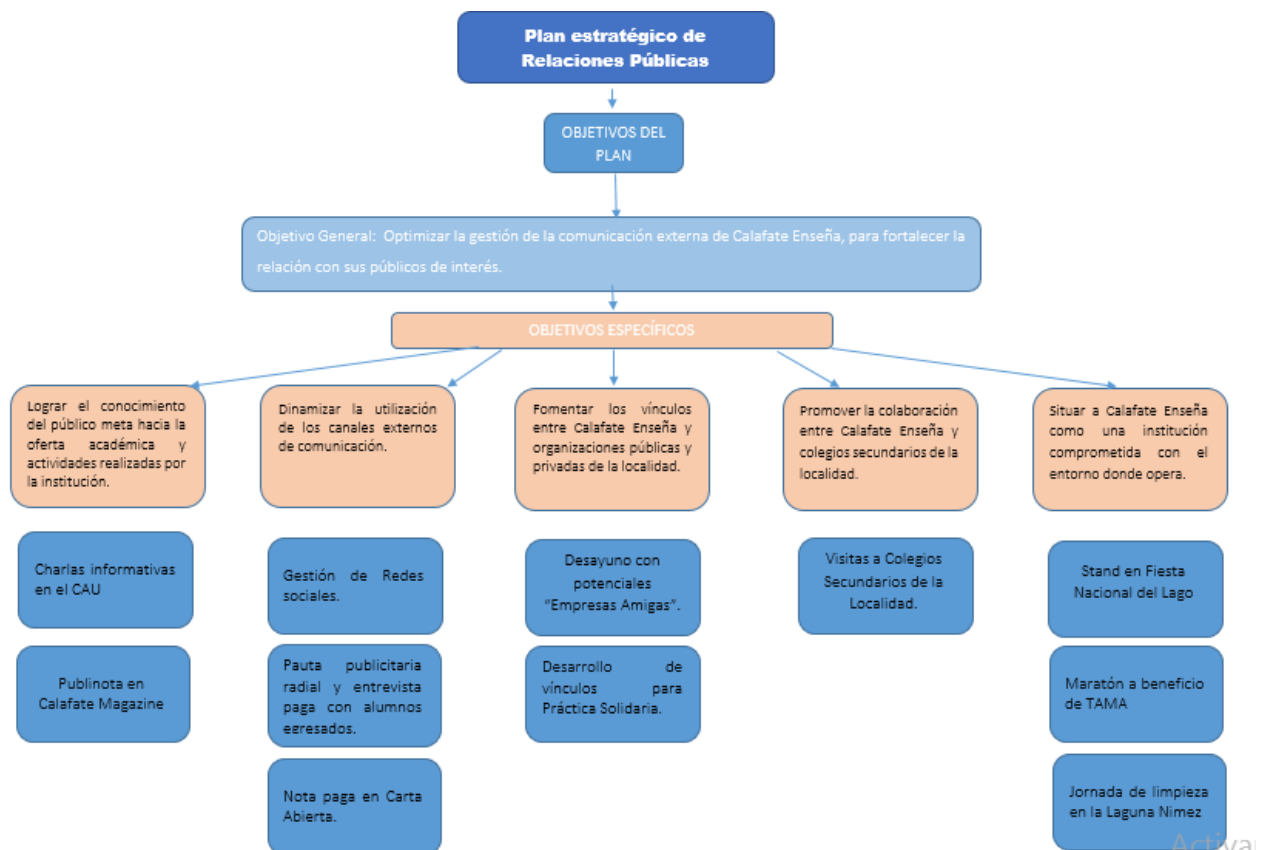 Plan estratégico de
Relaciones Públicas
OBJETIVOS DEL
PLAN
Objetivo General: Optimizar la gestión de la comunicación externa de Calafate Enseña, para fortalecer la
relación con sus públicos de interés.
OBJETIVOS ESPECÍFICOS
Lograr el conocimiento
del público meta hacia la
oferta académica y
actividades realizadas por
la institución.
Dinamizar la utilización
de los canales externos
de comunicación.
Fomentar los vínculos
entre Calafate Enseña y
organizaciones públicas y
privadas de la localidad.
Promover la colaboración
entre Calafate Enseña y
colegios secundarios de la
localidad.
Situar a Calafate Enseña
como una institución
comprometida con el
entorno donde opera.
Charlas informativas
en el CAU
Publinota en
Calafate Magazine
Gestión de Redes
sociales.
Pauta publicitaria
radial y entrevista
paga con alumnos
egresados.
Nota paga en Carta
Abierta.
Desayuno con
potenciales
“Empresas Amigas”.
Desarrollo de
vínculos para
Práctica Solidaria.
Visitas a Colegios
Secundarios de la
Localidad.
Stand en Fiesta
Nacional del Lago
Maratón a beneficio
de TAMA
Jornada de limpieza
en la Laguna Nimez
Activa